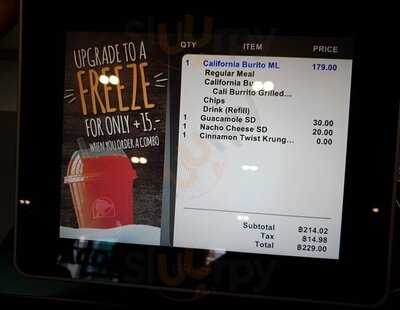 UPGRADE TO A
FREEZE
FOR ONLY +15.-
WHEN YOU ORDER A COMBO
QTY ITEM PRICE
1 California Burito ML 179.00
Regular Meal
California Bu
Cali Burrito Grilled...
Chips
Drink (Refill)
1 Guacamole SD 30.00
1 Nacho Cheese SD 20.00
1 Cinnamon Twist Krung... 0.00
Subtotal ฿214.02
Tax ฿14.98
Total ฿229.00
Sluurpy